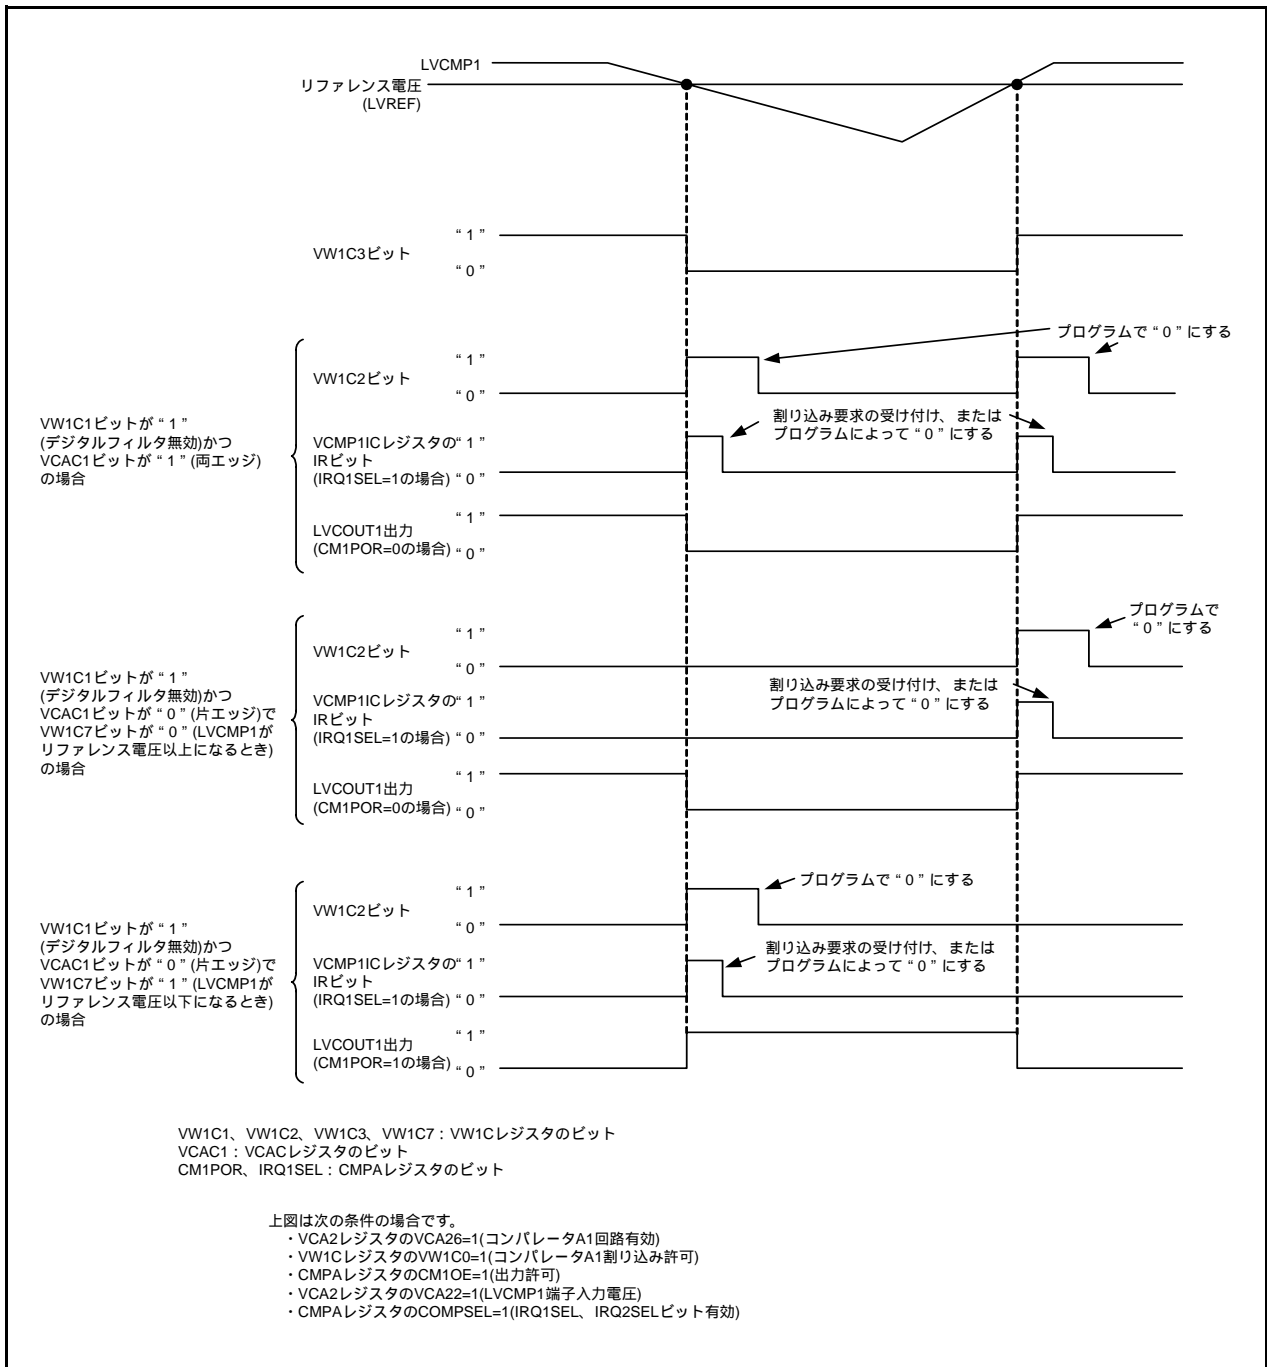 LVCMP1
リファレンス電圧
(LVREF)
VW1C3ビット
“ 1 ”
“ 0 ”
VW1C1ビットが “ 1 ”
(デジタルフィルタ無効)かつ
VCAC1ビットが “ 1 ” (両エッジ)
の場合
VW1C2ビット
“ 1 ”
“ 0 ”
プログラムで “ 0 ” にする
VCMP1ICレジスタの“ 1 ”
IRビット
(IRQ1SEL=1の場合) “ 0 ”
割り込み要求の受け付け、または
プログラムによって “ 0 ” にする
LVCOUT1出力
(CM1POR=0の場合)
“ 1 ”
“ 0 ”
VW1C1ビットが “ 1 ”
(デジタルフィルタ無効)かつ
VCAC1ビットが “ 0 ” (片エッジ)で
VW1C7ビットが “ 0 ” (LVCMP1が
リファレンス電圧以上になるとき)
の場合
VW1C2ビット
“ 1 ”
“ 0 ”
プログラムで
“ 0 ” にする
VCMP1ICレジスタの“ 1 ”
IRビット
(IRQ1SEL=1の場合) “ 0 ”
割り込み要求の受け付け、または
プログラムによって “ 0 ” にする
LVCOUT1出力
(CM1POR=0の場合)
“ 1 ”
“ 0 ”
VW1C1ビットが “ 1 ”
(デジタルフィルタ無効)かつ
VCAC1ビットが “ 0 ” (片エッジ)で
VW1C7ビットが “ 1 ” (LVCMP1が
リファレンス電圧以下になるとき)
の場合
VW1C2ビット
“ 1 ”
“ 0 ”
プログラムで “ 0 ” にする
VCMP1ICレジスタの“ 1 ”
IRビット
(IRQ1SEL=1の場合) “ 0 ”
割り込み要求の受け付け、または
プログラムによって “ 0 ” にする
LVCOUT1出力
(CM1POR=1の場合)
“ 1 ”
“ 0 ”
VW1C1、VW1C2、VW1C3、VW1C7 : VW1Cレジスタのビット
VCAC1 : VCACレジスタのビット
CM1POR、IRQ1SEL : CMPAレジスタのビット
上図は次の条件の場合です。
・VCA2レジスタのVCA26=1(コンパレータA1回路有効)
・VW1CレジスタのVW1C0=1(コンパレータA1割り込み許可)
・CMPAレジスタのCM1OE=1(出力許可)
・VCA2レジスタのVCA22=1(LVCMP1端子入力電圧)
・CMPAレジスタのCOMPSEL=1(IRQ1SEL、IRQ2SELビット有効)